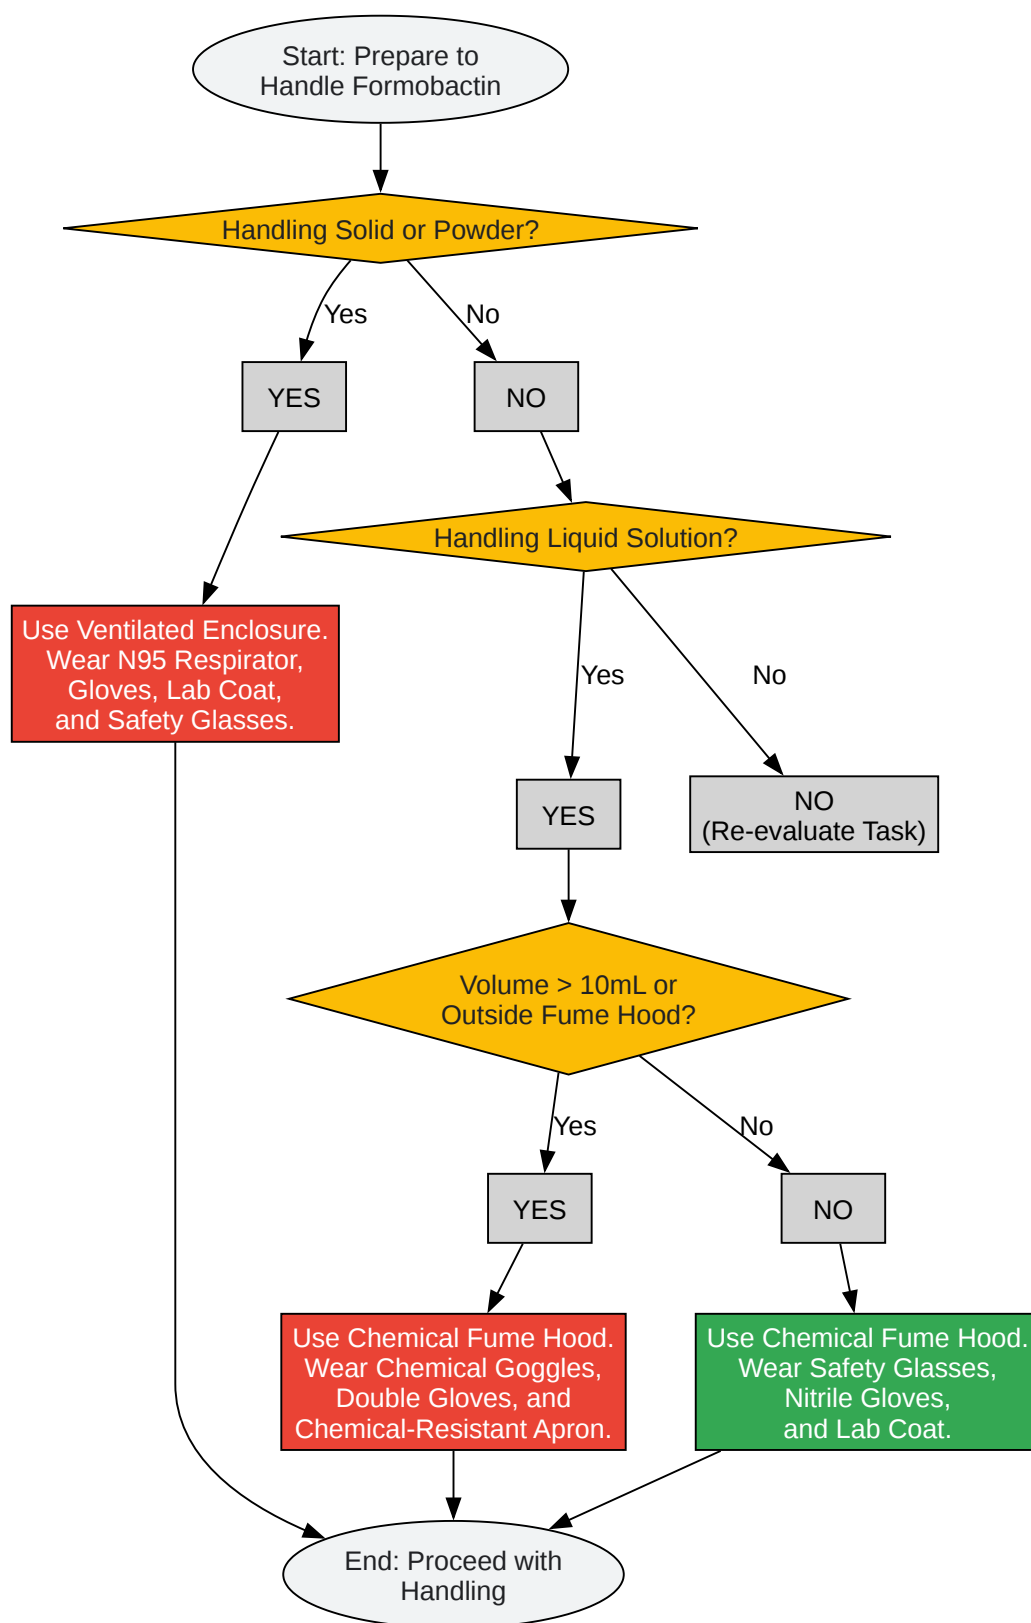 Start: Prepare to
Handle Formobactin
Handling Solid or Powder?
Yes
No
YES
NO
Handling Liquid Solution?
Use Ventilated Enclosure.
Wear N95 Respirator,
Gloves, Lab Coat,
and Safety Glasses.
Yes
No
YES
NO
(Re-evaluate Task)
Volume > 10mL or
Outside Fume Hood?
Yes
No
YES
NO
Use Chemical Fume Hood.
Wear Chemical Goggles,
Double Gloves, and
Chemical-Resistant Apron.
Use Chemical Fume Hood.
Wear Safety Glasses,
Nitrile Gloves,
and Lab Coat.
End: Proceed with
Handling